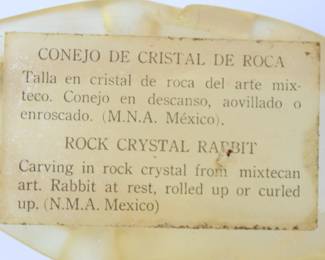 CONEJO DE CRISTAL DE ROCA
Talla en cristal de roca del arte mix-
teco. Conejo en descanso, aovillado o
enroscado. (M.N.A. México).
ROCK CRYSTAL RABBIT
Carving in rock crystal from mixtecan
art. Rabbit at rest, rolled up or curled
up. (N.M.A. Mexico)